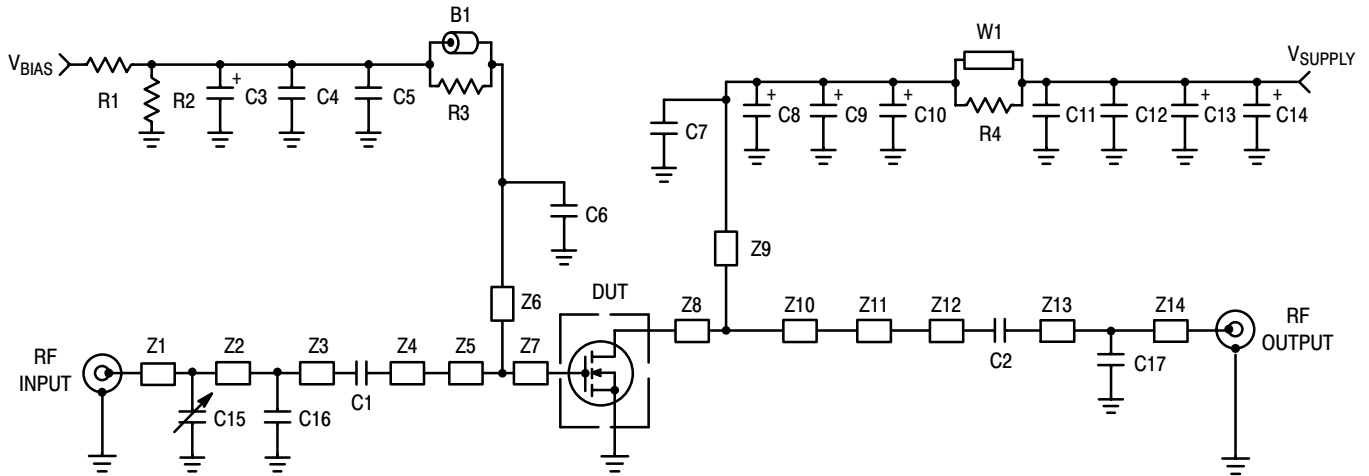 B1
W1
V_BIAS
V_SUPPLY
R1
R2
+
C3
C4
C5
R3
C7
+
C8
+
C9
+
C10
R4
C11
C12
+
C13
+
C14
C6
Z9
Z6
DUT
Z8
Z10
Z11
Z12
Z13
Z14
RF
OUTPUT
C2
C17
RF
INPUT
Z1
Z2
Z3
Z4
Z5
Z7
C1
C15
C16